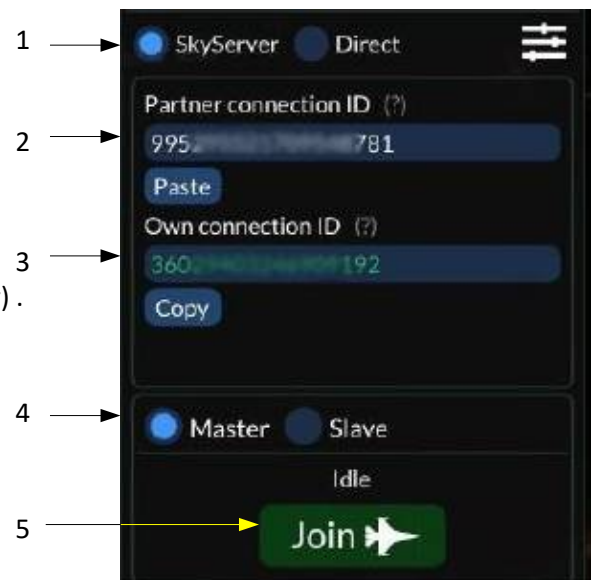 1 SkyServer Direct
Partner connection ID (?)
2 995 781
Paste
Own connection ID (?)
3 360 192
) .
Copy
4 Master Slave
Idle
5 Join